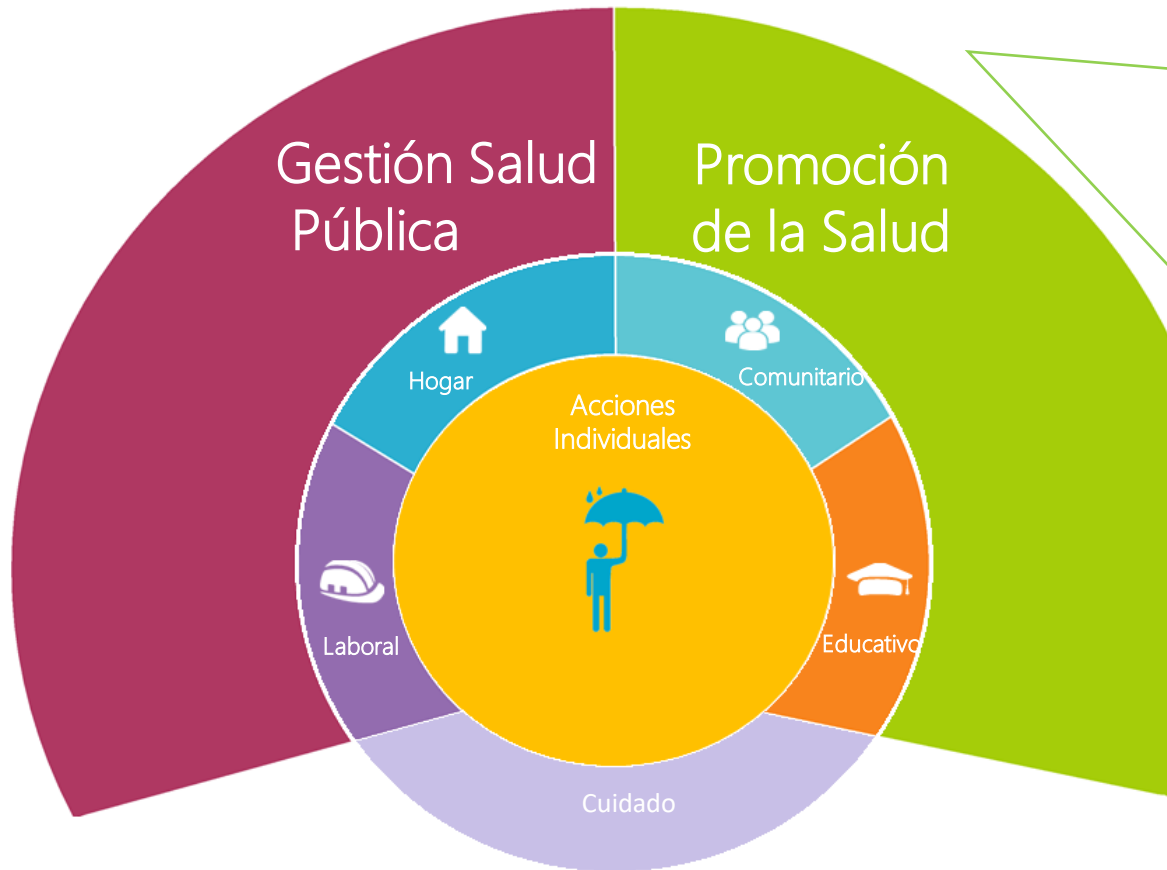 Gestión Salud
Pública
Promoción
de la Salud
Hogar
Comunitario
Acciones
Individuales
Laboral
Educativo
Cuidado